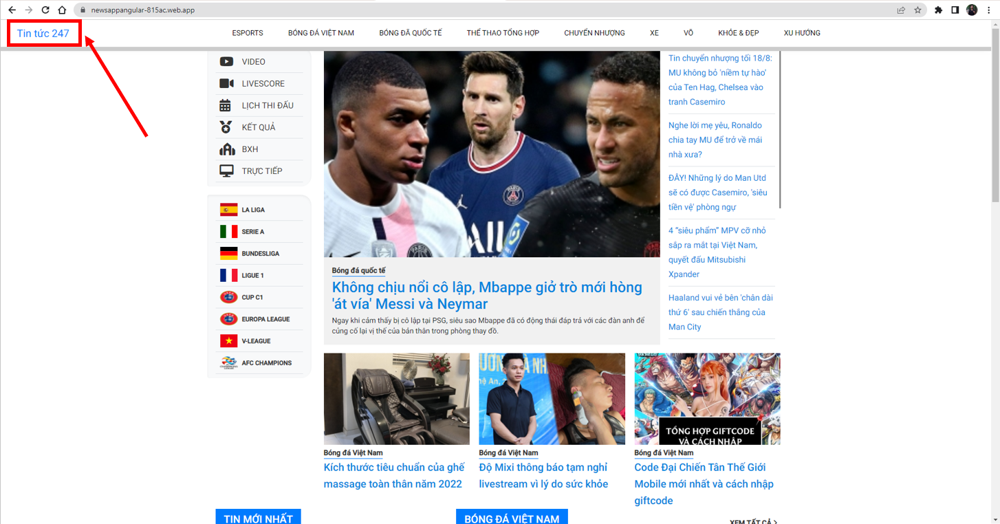 newsappangular-815ac.web.app
Tin tức 247
ESPORTS
BÓNG ĐÁ VIỆT NAM
BÓNG ĐÃ QUỐC TẾ
THỂ THAO TỔNG HỢP
CHUYỂN NHƯỢNG
XE
VÕ
KHỎE & ĐẸP
XU HƯỚNG
VIDEO
LIVESCORE
LỊCH THI ĐẤU
KẾT QUẢ
BXH
TRỰC TIẾP
LA LIGA
SERIE A
BUNDESLIGA
LIGUE 1
CUP C1
EUROPA LEAGUE
V-LEAGUE
AFC CHAMPIONS
Bóng đá quốc tế
Không chịu nổi cô lập, Mbappe giở trò mới hòng
'át vía' Messi và Neymar
Ngay khi cảm thấy bị cô lập tại PSG, siêu sao Mbappe đã có động thái đáp trả với các đàn anh để
củng cố lại vị thế của bản thân trong phòng thay đồ.
Tin chuyển nhượng tối 18/8:
MU không bỏ 'niềm tự hào'
của Ten Hag, Chelsea vào
tranh Casemiro
Nghe lời mẹ yêu, Ronaldo
chia tay MU để trở về mái
nhà xưa?
ĐÂY! Những lý do Man Utd
sẽ có được Casemiro, 'siêu
tiền vệ' phòng ngự
4 “siêu phẩm” MPV cỡ nhỏ
sắp ra mắt tại Việt Nam,
quyết đấu Mitsubishi
Xpander
Haaland vui vẻ bên 'chân dài
thứ 6' sau chiến thắng của
Man City
Bóng đá Việt Nam
Kích thước tiêu chuẩn của ghế
massage toàn thân năm 2022
Bóng đá Việt Nam
Độ Mixi thông báo tạm nghỉ
livestream vì lý do sức khỏe
TỔNG HỢP GIFTCODE
VÀ CÁCH NHẬP
Bóng đá Việt Nam
Code Đại Chiến Tân Thế Giới
Mobile mới nhất và cách nhập
giftcode
TIN MỚI NHẤT
BÓNG ĐÁ VIỆT NAM
XEM TẤT CẢ